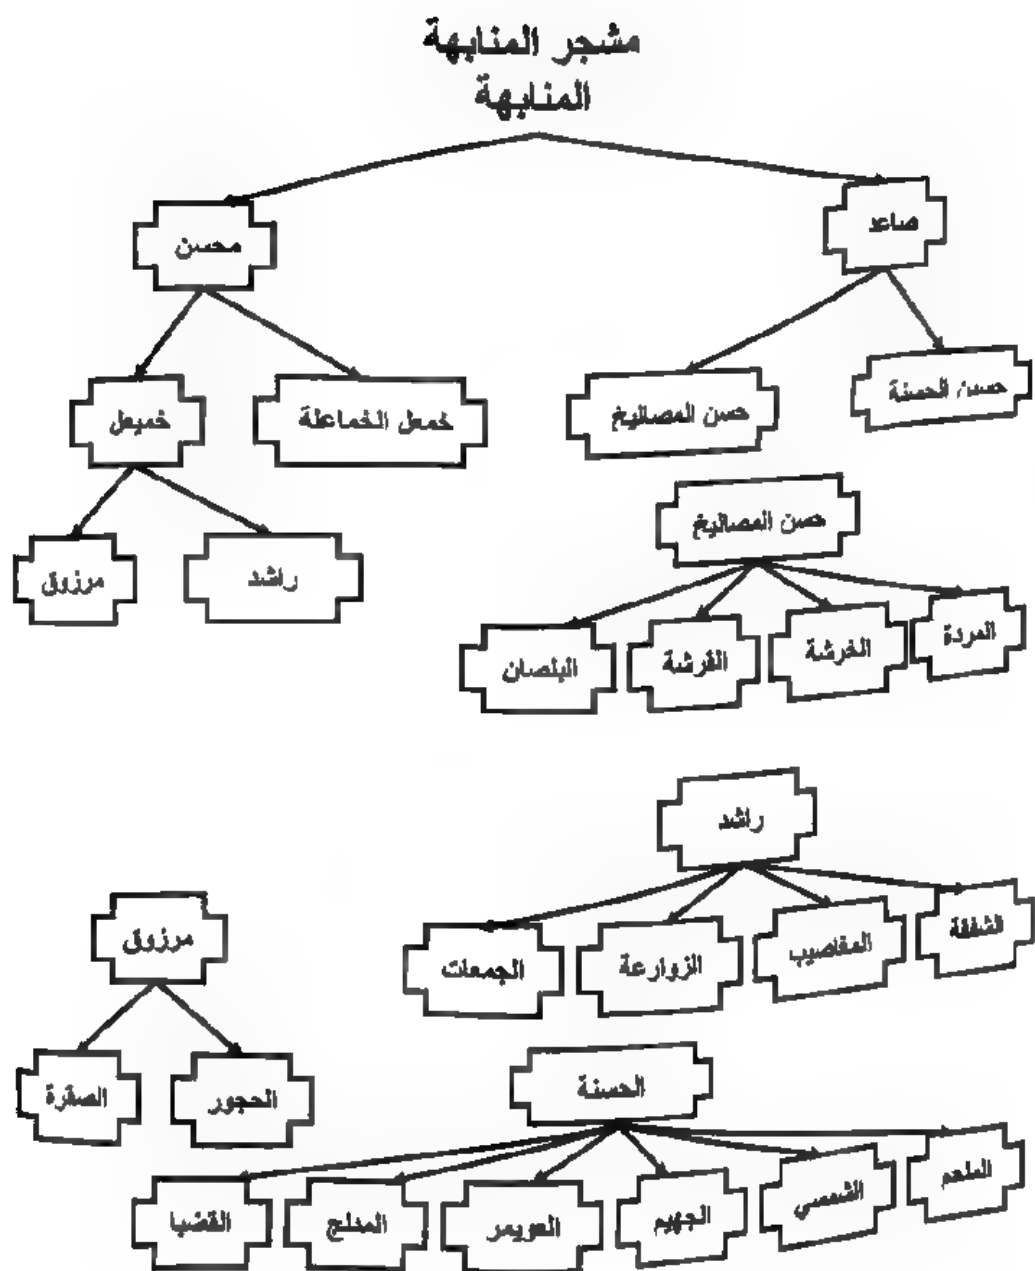 مشجر المنابهة
المنابهة
صاعد
محسن
حسن الحسنة
حسن المصاليخ
خمعل الخماعلة
خميعل
راشد
مرزوق
حسن المصاليخ
المردة
الخرشة
القرشة
البلصان
راشد
الشفقة
المقاصيب
الزوارعة
الجمعات
مرزوق
الحجور
الصقرة
الحسنة
الملحم
الشمسي
الجهيم
العويمر
المدلج
القضبا